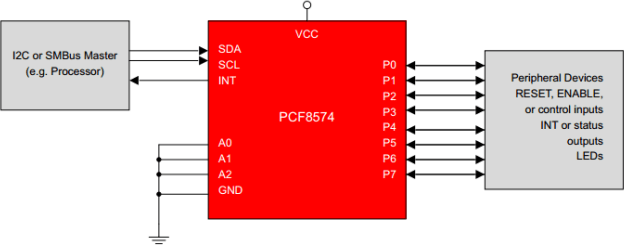 I2C or SMBus Master
(e.g. Processor)
VCC
SDA
SCL
INT
PCF8574
A0
A1
A2
GND
P0
P1
P2
P3
P4
P5
P6
P7
Peripheral Devices
RESET, ENABLE,
or control inputs
INT or status
outputs
LEDs